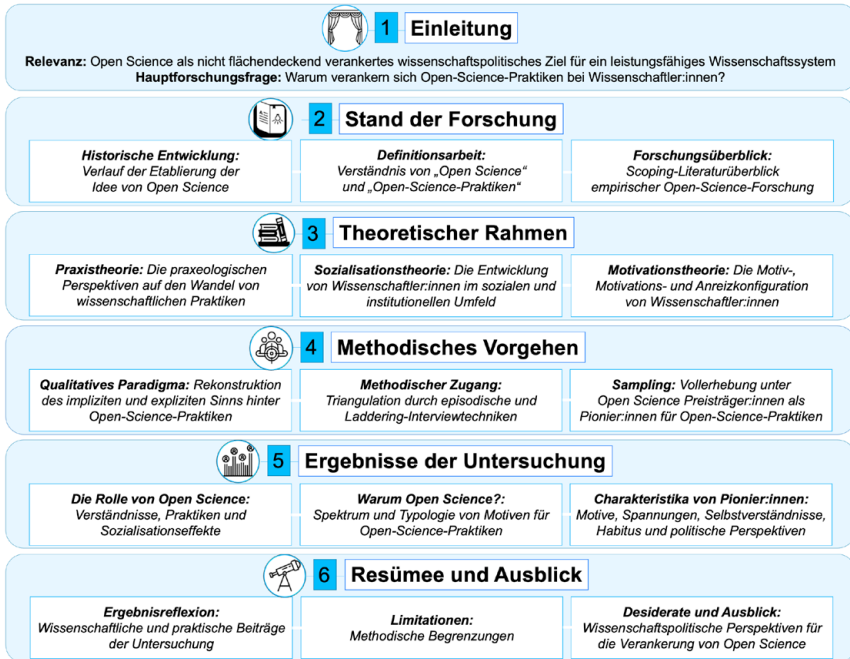 1 Einleitung
Relevanz: Open Science als nicht flächendeckend verankertes wissenschaftspolitisches Ziel für ein leistungsfähiges Wissenschaftssystem
Hauptforschungsfrage: Warum verankern sich Open-Science-Praktiken bei Wissenschaftler:innen?
2 Stand der Forschung
Historische Entwicklung:
Verlauf der Etablierung der
Idee von Open Science
Definitionsarbeit:
Verständnis von „Open Science“
und „Open-Science-Praktiken“
Forschungsüberblick:
Scoping-Literaturüberblick
empirischer Open-Science-Forschung
3 Theoretischer Rahmen
Praxistheorie: Die praxeologischen
Perspektiven auf den Wandel von
wissenschaftlichen Praktiken
Sozialisationstheorie: Die Entwicklung
von Wissenschaftler:innen im sozialen und
institutionellen Umfeld
Motivationstheorie: Die Motiv-,
Motivations- und Anreizkonfiguration
von Wissenschaftler:innen
4 Methodisches Vorgehen
Qualitatives Paradigma: Rekonstruktion
des impliziten und expliziten Sinns hinter
Open-Science-Praktiken
Methodischer Zugang:
Triangulation durch episodische und
Laddering-Interviewtechniken
Sampling: Vollerhebung unter
Open Science Preisträger:innen als
Pionier:innen für Open-Science-Praktiken
5 Ergebnisse der Untersuchung
Die Rolle von Open Science:
Verständnisse, Praktiken und
Sozialisationseffekte
Warum Open Science?:
Spektrum und Typologie von Motiven für
Open-Science-Praktiken
Charakteristika von Pionier:innen:
Motive, Spannungen, Selbstverständnisse,
Habitus und politische Perspektiven
6 Resümee und Ausblick
Ergebnisreflexion:
Wissenschaftliche und praktische Beiträge
der Untersuchung
Limitationen:
Methodische Begrenzungen
Desiderate und Ausblick:
Wissenschaftspolitische Perspektiven für
die Verankerung von Open Science